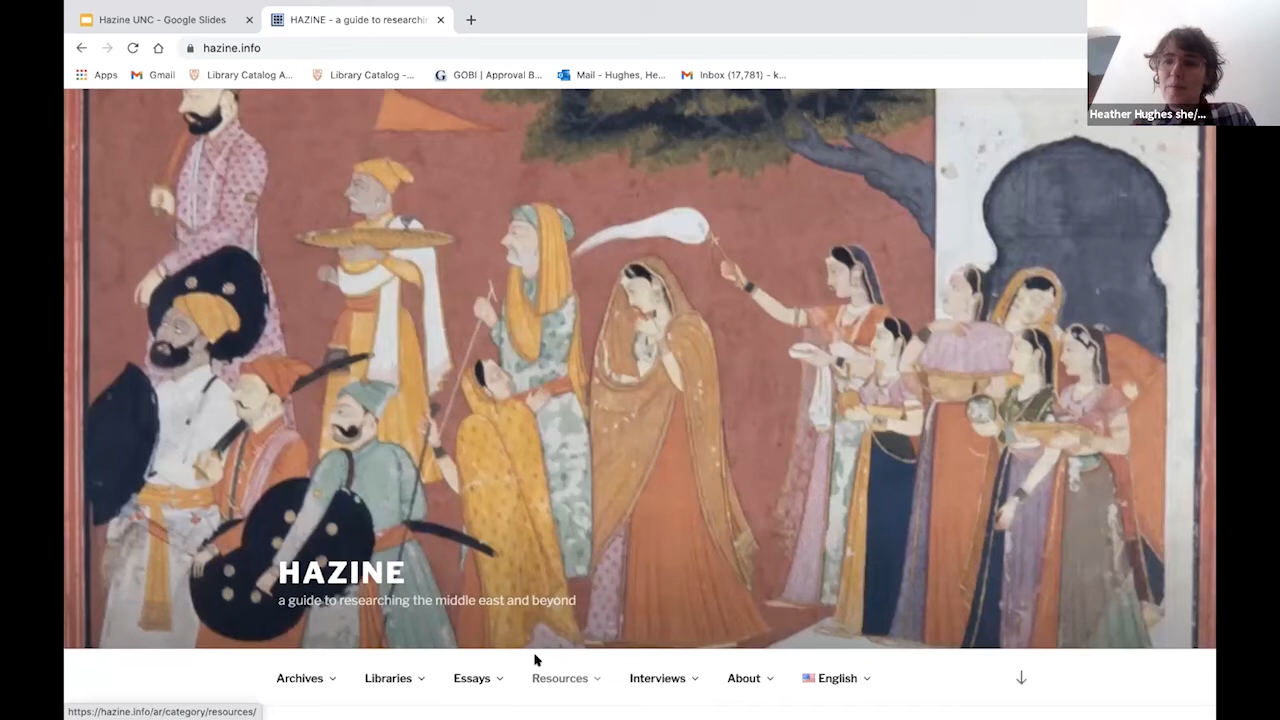 Hazine UNC - Google Slides
HAZINE - a guide to researchi
hazine.info
Apps
Gmail
Library Catalog A...
Library Catalog -...
GOBI | Approval B...
Mail - Hughes, He...
Inbox (17,781) - k...
Heather Hughes she/...
HAZINE
a guide to researching the middle east and beyond
Archives
Libraries
Essays
Resources
Interviews
About
English
https://hazine.info/ar/category/resources/